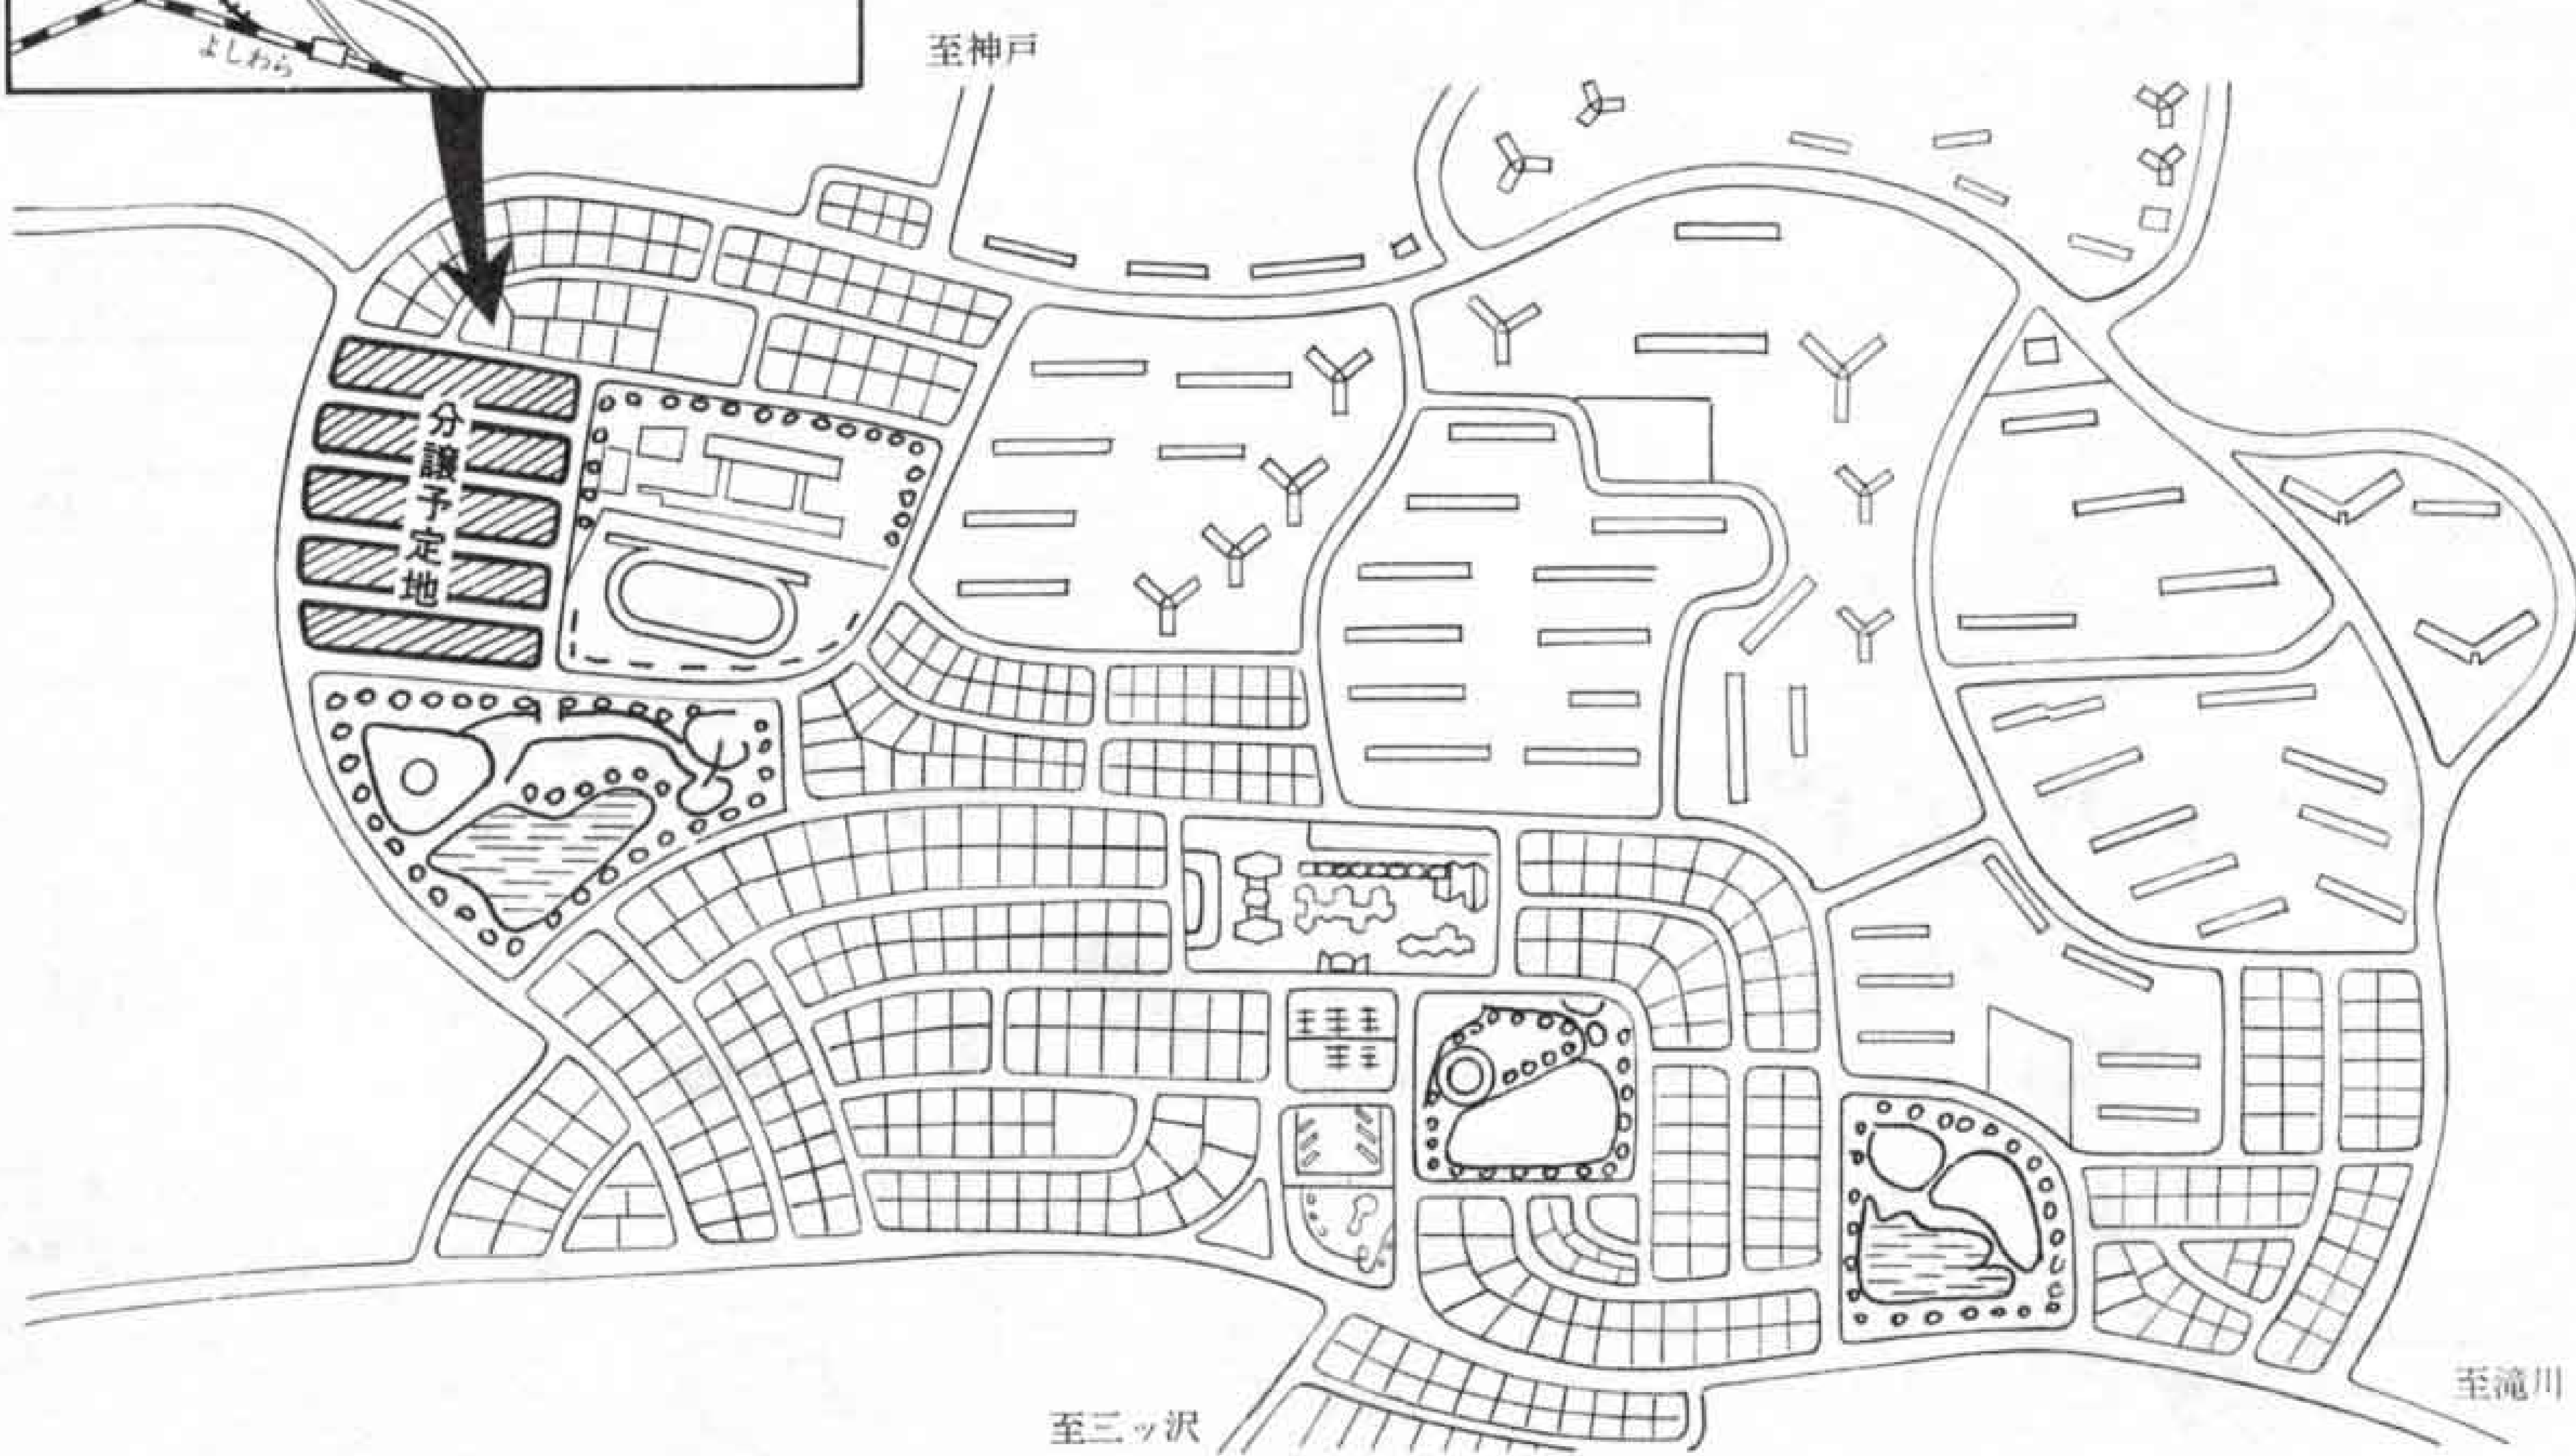 よしわら
至神戸
分譲予定地
至三ッ沢
至滝川